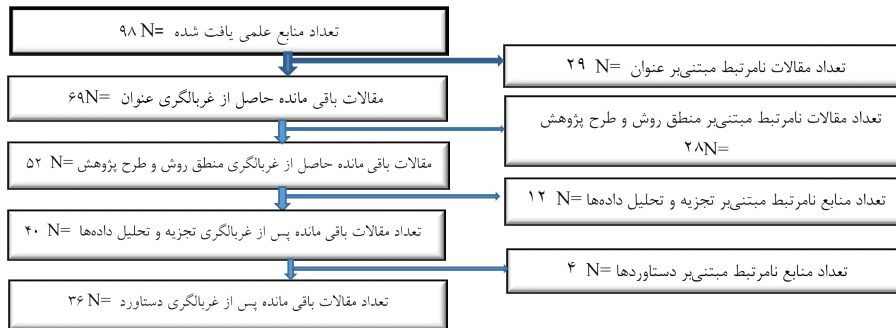 تعداد منابع علمی یافت شده =N ۹۸
تعداد مقالات نامرتبط مبتنی‌بر عنوان =N ۲۹
مقالات باقی مانده حاصل از غربالگری عنوان =N۶۹
تعداد مقالات نامرتبط مبتنی‌بر منطق روش و طرح پژوهش
=N۲۸
مقالات باقی مانده حاصل از غربالگری منطق روش و طرح پژوهش =N ۵۲
تعداد منابع نامرتبط مبتنی‌بر تجزیه و تحلیل داده‌ها =N ۱۲
تعداد مقالات باقی مانده پس از غربالگری تجزیه و تحلیل داده‌ها =N ۴۰
تعداد منابع نامرتبط مبتنی‌بر دستاوردها =N ۴
تعداد مقالات باقی مانده پس از غربالگری دستاورد =N ۳۶